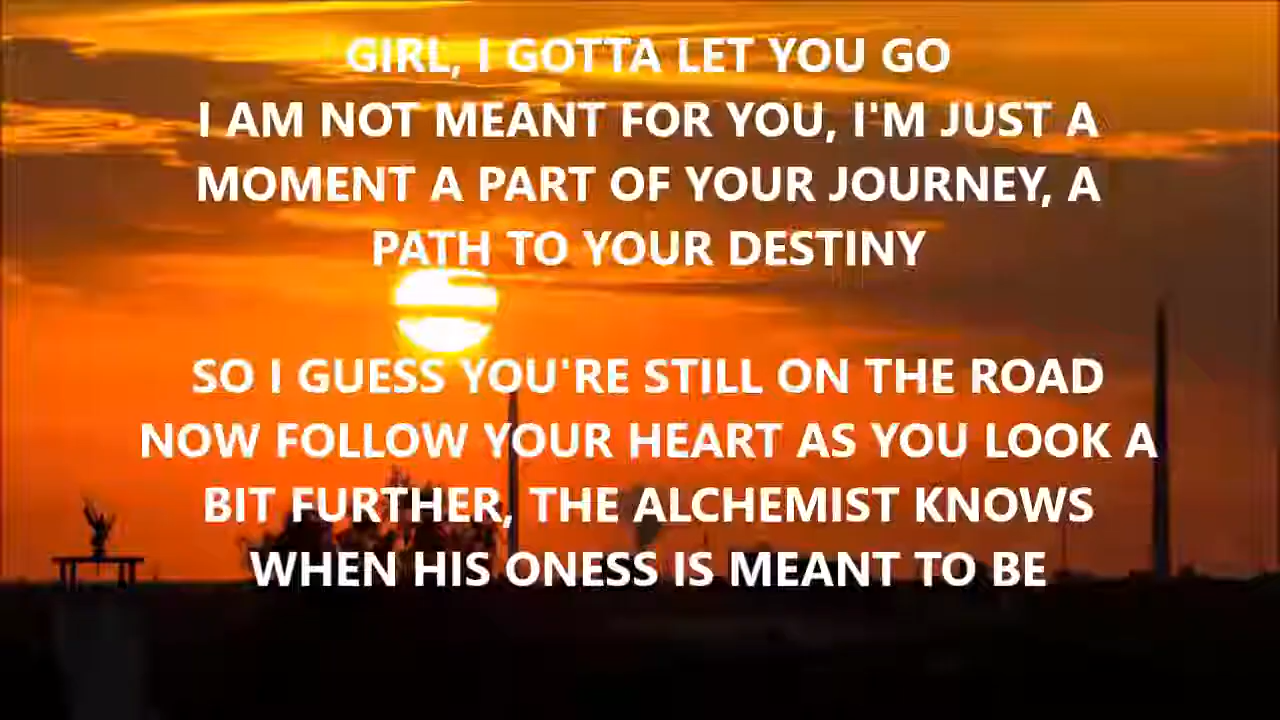 GIRL, I GOTTA LET YOU GO
I AM NOT MEANT FOR YOU, I'M JUST A
MOMENT A PART OF YOUR JOURNEY, A
PATH TO YOUR DESTINY
SO I GUESS YOU'RE STILL ON THE ROAD
NOW FOLLOW YOUR HEART AS YOU LOOK A
BIT FURTHER, THE ALCHEMIST KNOWS
WHEN HIS ONESS IS MEANT TO BE